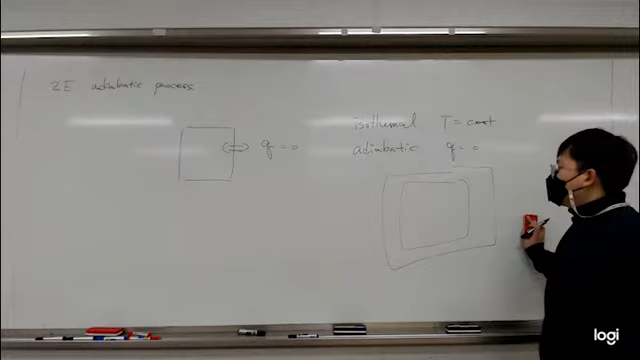 2E adiabatic process
q = 0
isothermal T = const
adiabatic q = 0
logi